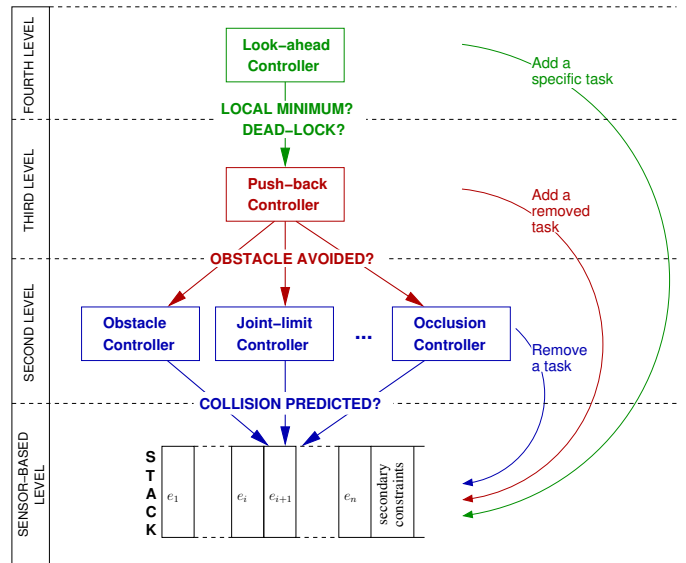 FOURTH LEVEL
Look-ahead
Controller
Add a
specific task
LOCAL MINIMUM?
DEAD-LOCK?
THIRD LEVEL
Push-back
Controller
Add a
removed
task
OBSTACLE AVOIDED?
SECOND LEVEL
Obstacle
Controller
Joint-limit
Controller
...
Occlusion
Controller
Remove
a task
COLLISION PREDICTED?
SENSOR-BASED
LEVEL
STACK
e1
ei
ei+1
en
secondary
constraints